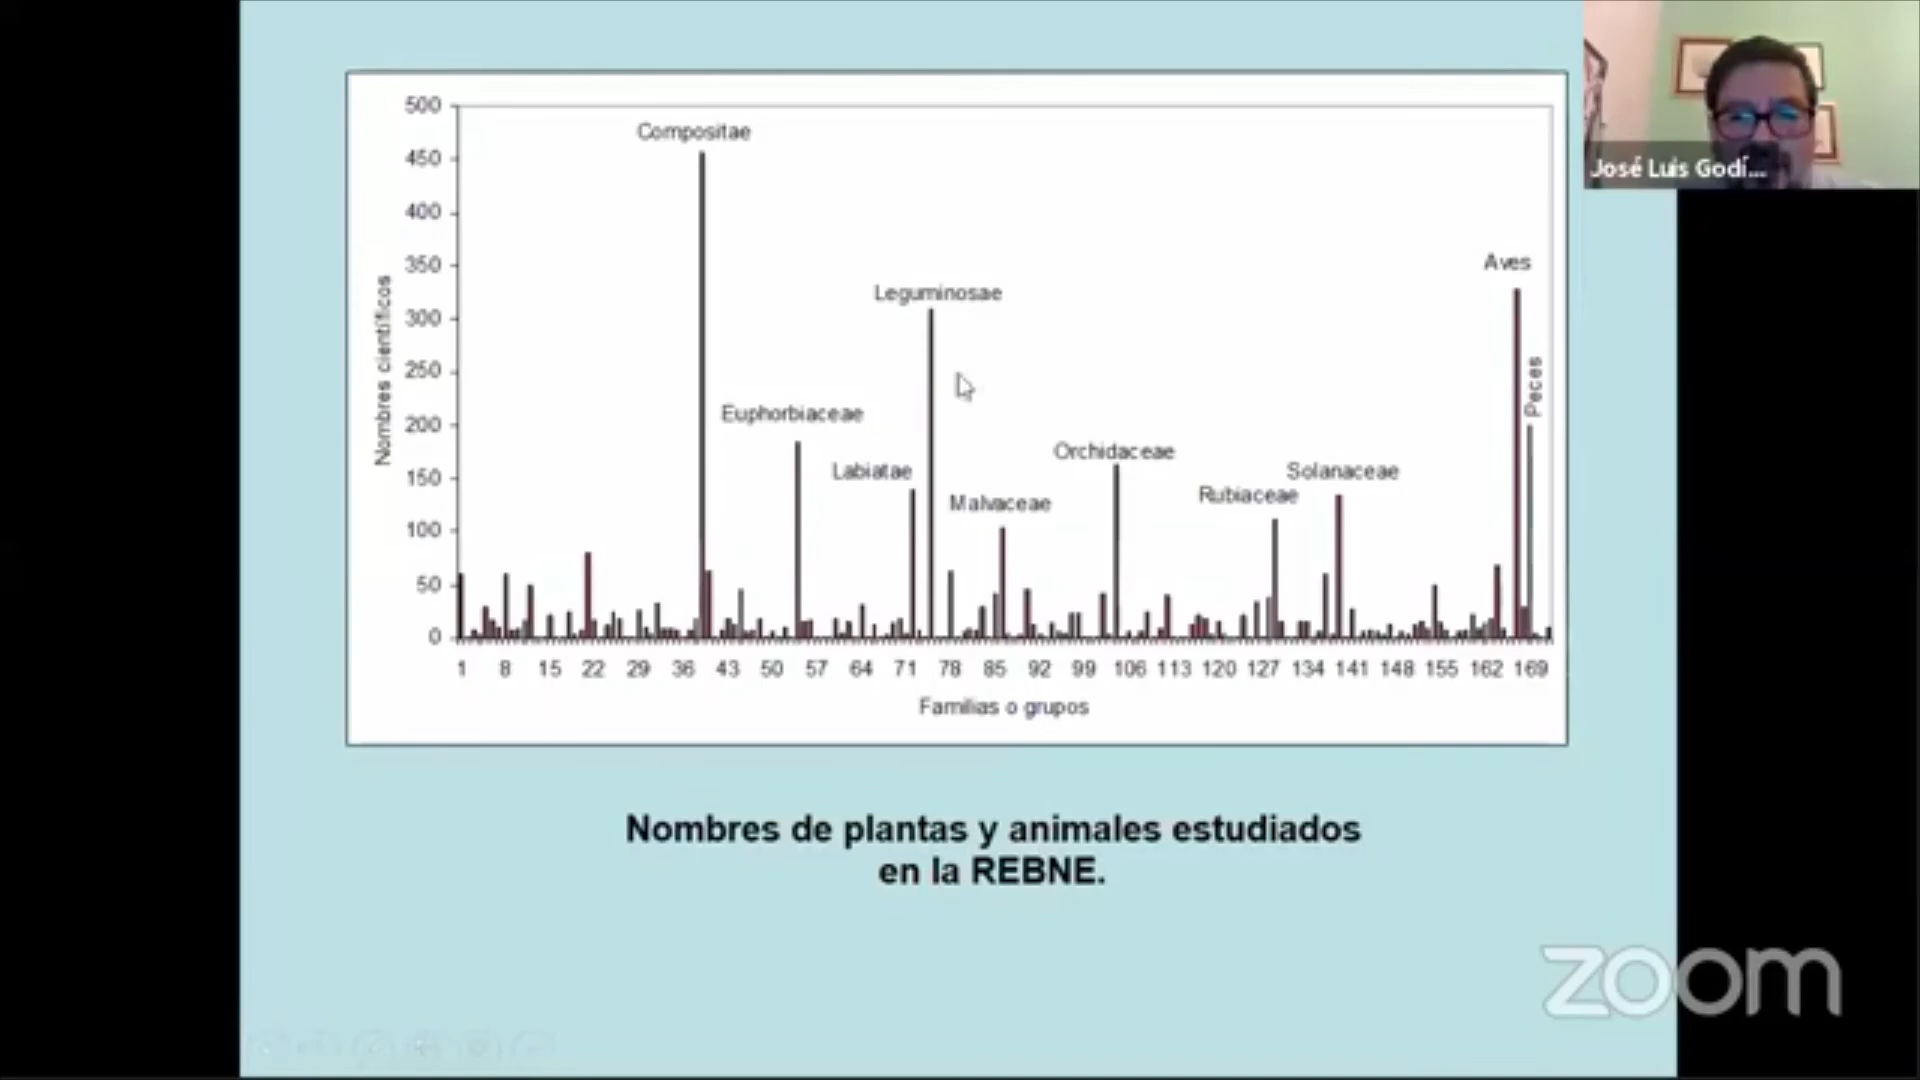 José Luis Godí...
500
Compositae
450
400
350
Aves
Leguminosae
300
Nombres científicos
250
Peces
Euphorbiaceae
200
Orchidaceae
Labiatae
Solanaceae
150
Rubiaceae
Malvaceae
100
50
0
1 8 15 22 29 36 43 50 57 64 71 78 85 92 99 106 113 120 127 134 141 148 155 162 169
Familias o grupos
Nombres de plantas y animales estudiados
en la REBNE.
zoom